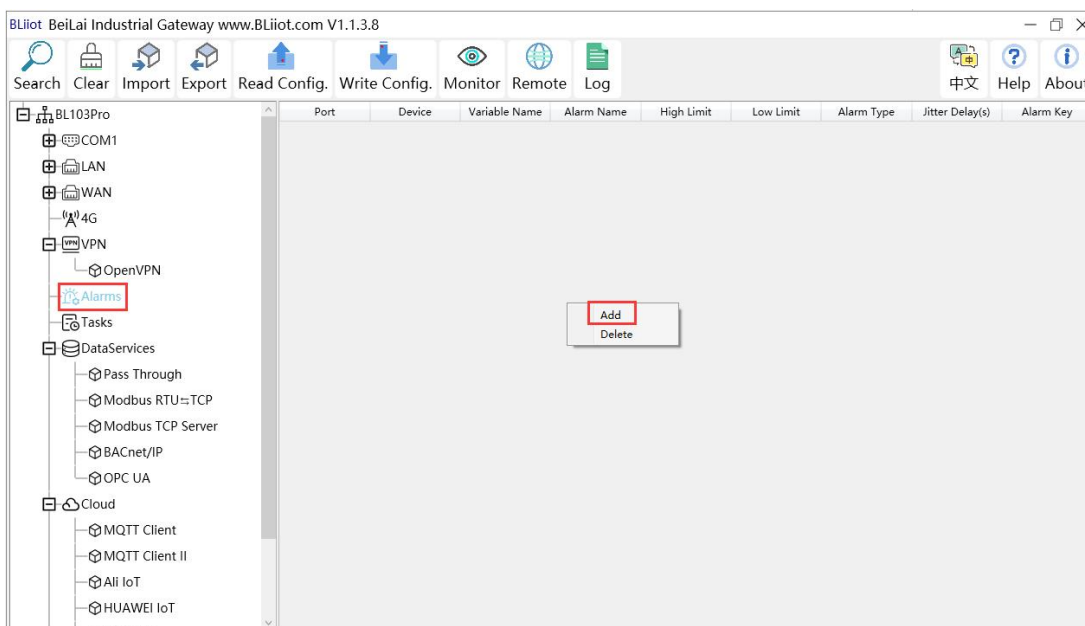 BLiiot BeiLai Industrial Gateway www.BLiiot.com V1.1.3.8
Search Clear Import Export Read Config. Write Config. Monitor Remote Log 中文 Help About
BL103Pro
Port Device Variable Name Alarm Name High Limit Low Limit Alarm Type Jitter Delay(s) Alarm Key
COM1
LAN
WAN
4G
VPN VPN
OpenVPN
Alarms
Add
Tasks
Delete
DataServices
Pass Through
Modbus RTU⇆TCP
Modbus TCP Server
BACnet/IP
OPC UA
Cloud
MQTT Client
MQTT Client II
Ali IoT
HUAWEI IoT